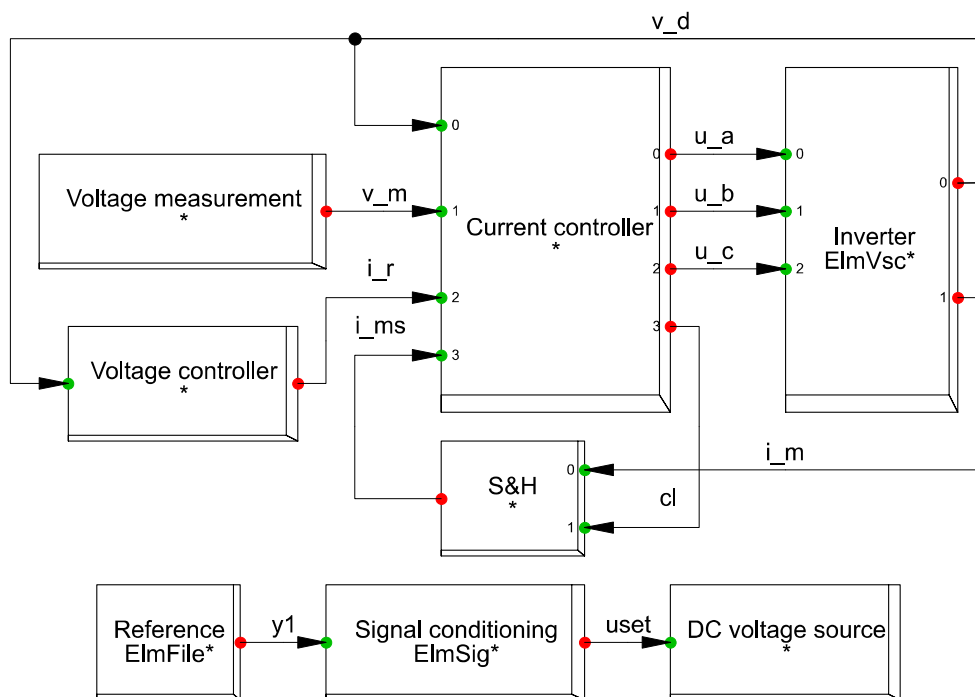 v_d
0
0
u_a
0
Voltage measurement
*
v_m
1
Current controller
*
1
u_b
1
0
Inverter
ElmVsc*
i_r
2
2
u_c
2
1
i_ms
3
3
Voltage controller
*
S&H
*
0
i_m
1
cl
Reference
ElmFile*
y1
Signal conditioning
ElmSig*
uset
DC voltage source
*